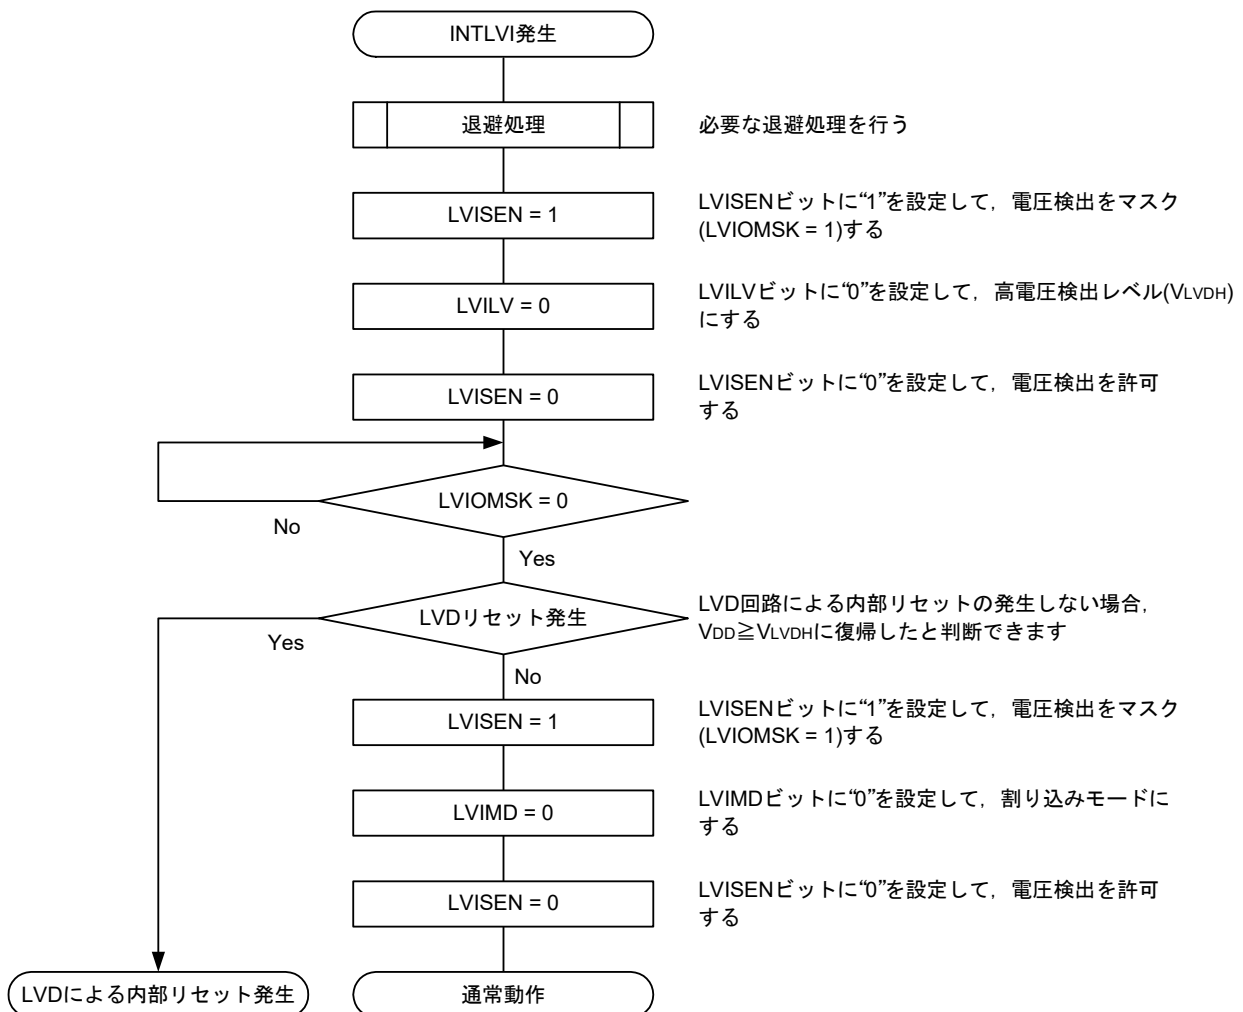 INTLVI発生
退避処理
必要な退避処理を行う
LVISEN = 1
LVISENビットに“1”を設定して，電圧検出をマスク
(LVIOMSK = 1)する
LVILV = 0
LVILVビットに“0”を設定して，高電圧検出レベル(VLVDH)
にする
LVISEN = 0
LVISENビットに“0”を設定して，電圧検出を許可
する
LVIOMSK = 0
No
Yes
LVDリセット発生
LVD回路による内部リセットの発生しない場合，
VDD≧VLVDHに復帰したと判断できます
Yes
No
LVISEN = 1
LVISENビットに“1”を設定して，電圧検出をマスク
(LVIOMSK = 1)する
LVIMD = 0
LVIMDビットに“0”を設定して，割り込みモードに
する
LVISEN = 0
LVISENビットに“0”を設定して，電圧検出を許可
する
LVDによる内部リセット発生
通常動作